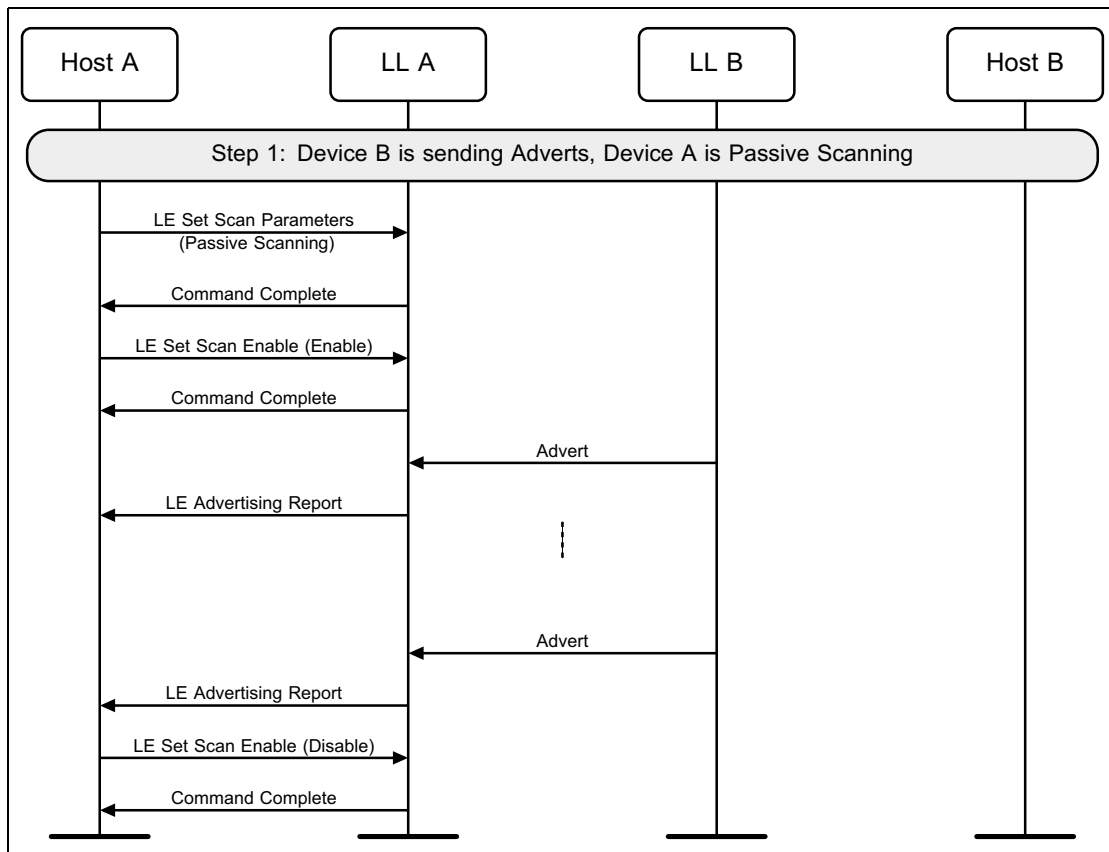 Host A
LL A
LL B
Host B
Step 1: Device B is sending Adverts, Device A is Passive Scanning
LE Set Scan Parameters
(Passive Scanning)
Command Complete
LE Set Scan Enable (Enable)
Command Complete
Advert
LE Advertising Report
Advert
LE Advertising Report
LE Set Scan Enable (Disable)
Command Complete